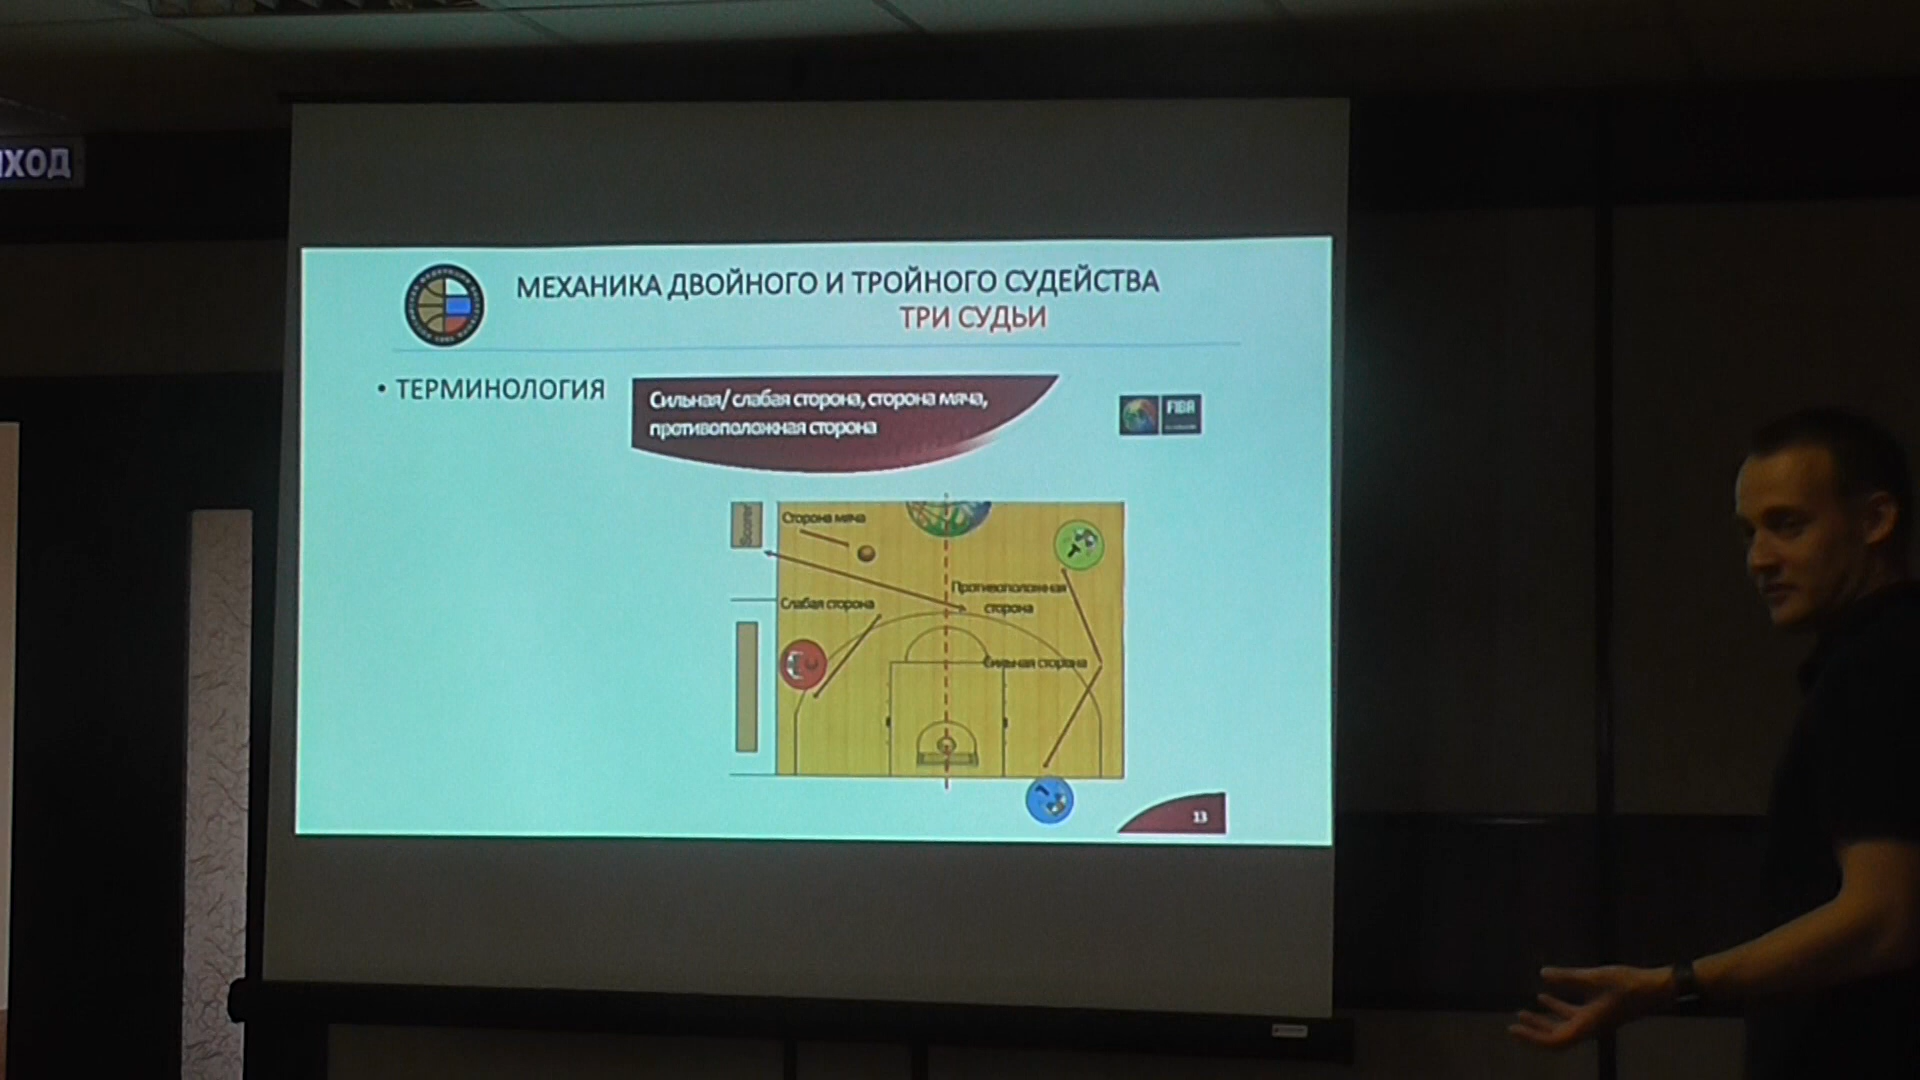 ХОД
МЕХАНИКА ДВОЙНОГО И ТРОЙНОГО СУДЕЙСТВА
ТРИ СУДЬИ
• ТЕРМИНОЛОГИЯ
Сильная/ слабая сторона, сторона мяча,
противоположная сторона
FIBA
Scorer
Сторона мяча
Противоположная
сторона
Слабая сторона
Сильная сторона
13